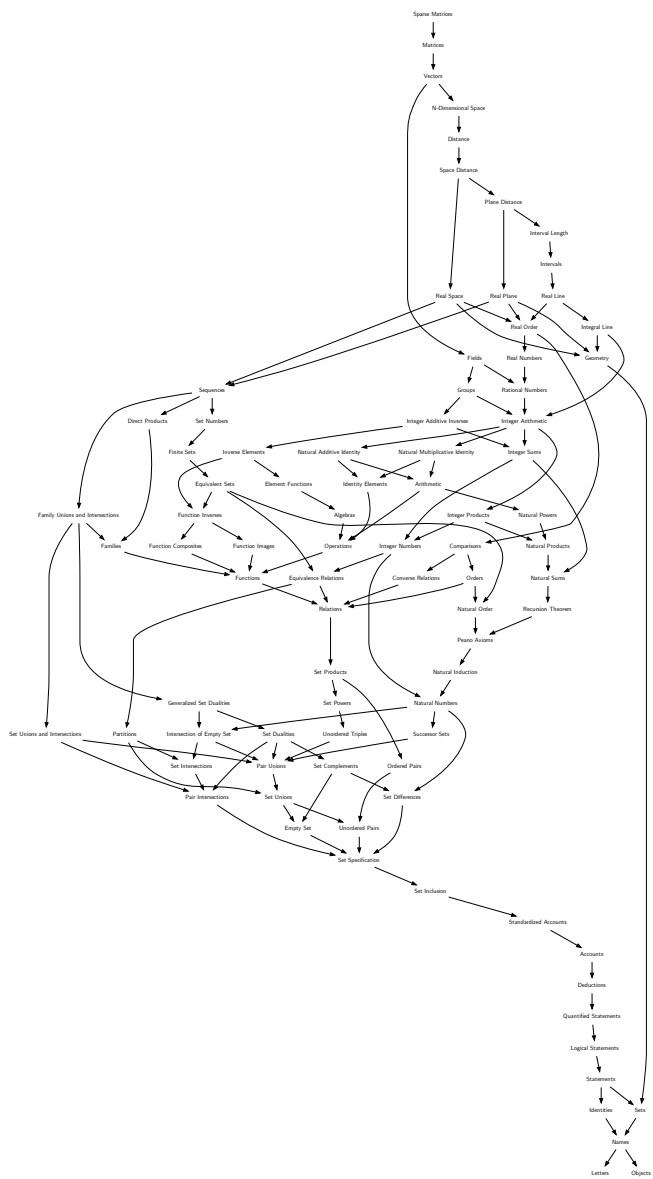 Sparse Matrices
Matrices
Vectors
N-Dimensional Space
Distance
Space Distance
Plane Distance
Interval Length
Intervals
Real Space
Real Plane
Real Line
Real Order
Integral Line
Fields
Real Numbers
Geometry
Sequences
Groups
Rational Numbers
Direct Products
Set Numbers
Integer Additive Inverses
Integer Arithmetic
Finite Sets
Inverse Elements
Natural Additive Identity
Natural Multiplicative Identity
Integer Sums
Equivalent Sets
Element Functions
Identity Elements
Arithmetic
Family Unions and Intersections
Function Inverses
Algebras
Integer Products
Natural Powers
Families
Function Composites
Function Images
Operations
Integer Numbers
Comparisons
Natural Products
Functions
Equivalence Relations
Converse Relations
Orders
Natural Sums
Relations
Natural Order
Recursion Theorem
Peano Axioms
Set Products
Natural Induction
Generalized Set Dualities
Set Powers
Natural Numbers
Set Unions and Intersections
Partitions
Intersection of Empty Set
Set Dualities
Unordered Triples
Successor Sets
Set Intersections
Pair Unions
Set Complements
Ordered Pairs
Pair Intersections
Set Unions
Set Differences
Empty Set
Unordered Pairs
Set Specification
Set Inclusion
Standardized Accounts
Accounts
Deductions
Quantified Statements
Logical Statements
Statements
Identities
Sets
Names
Letters
Objects